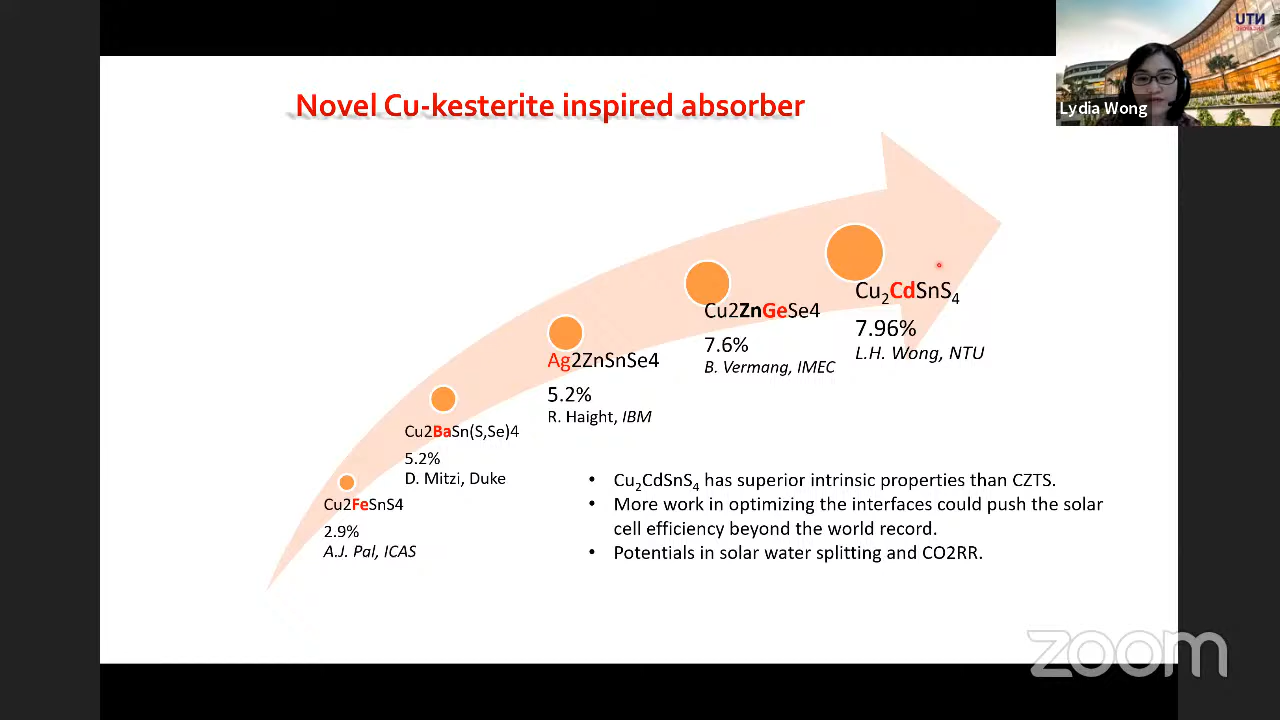 Novel Cu-kesterite inspired absorber
UTN
Lydia Wong
Cu₂CdSnS₄
7.96%
L.H. Wong, NTU
Cu2ZnGeSe4
7.6%
B. Vermang, IMEC
Ag2ZnSnSe4
5.2%
R. Haight, IBM
Cu2BaSn(S,Se)4
5.2%
D. Mitzi, Duke
Cu2FeSnS4
2.9%
A.J. Pal, ICAS
• Cu₂CdSnS₄ has superior intrinsic properties than CZTS.
• More work in optimizing the interfaces could push the solar
cell efficiency beyond the world record.
• Potentials in solar water splitting and CO2RR.
zoom